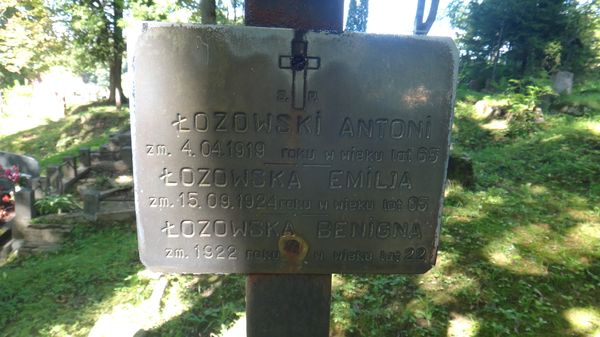 Ś. P.
ŁOZOWSKI ANTONI
zm. 4.04.1919 roku w wieku lat 65
ŁOZOWSKA EMILJA
zm. 15.09.1924 roku w wieku lat 65
ŁOZOWSKA BENIGNA
zm. 1922 roku w wieku lat 22